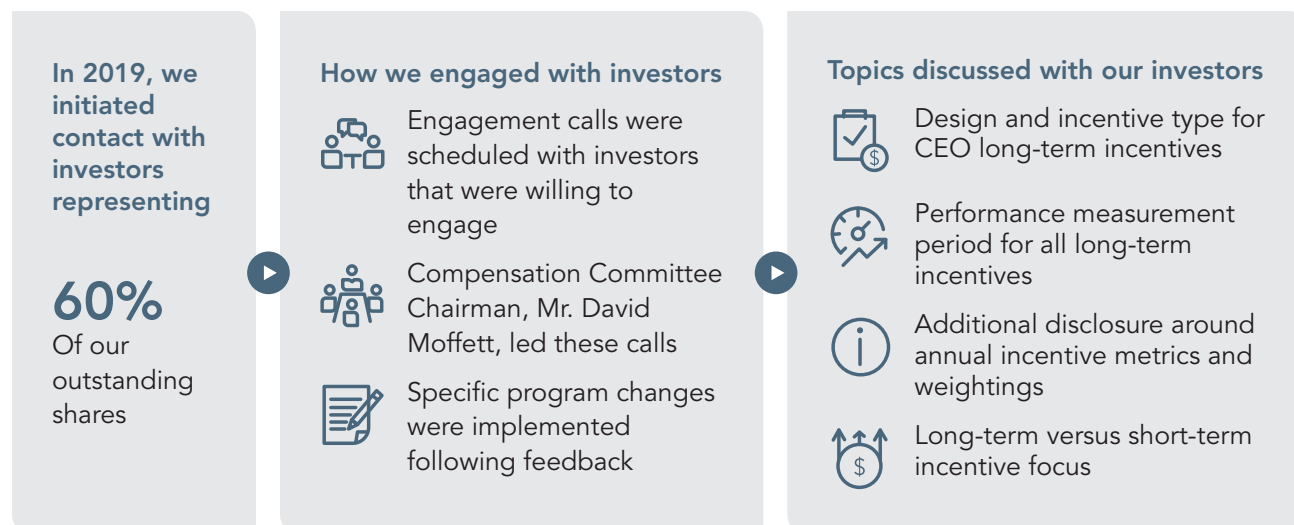 In 2019, we
initiated
contact with
investors
representing
60%
Of our
outstanding
shares
How we engaged with investors
Engagement calls were
scheduled with investors
that were willing to
engage
Compensation Committee
Chairman, Mr. David
Moffett, led these calls
Specific program changes
were implemented
following feedback
Topics discussed with our investors
Design and incentive type for
CEO long-term incentives
Performance measurement
period for all long-term
incentives
Additional disclosure around
annual incentive metrics and
weightings
Long-term versus short-term
incentive focus